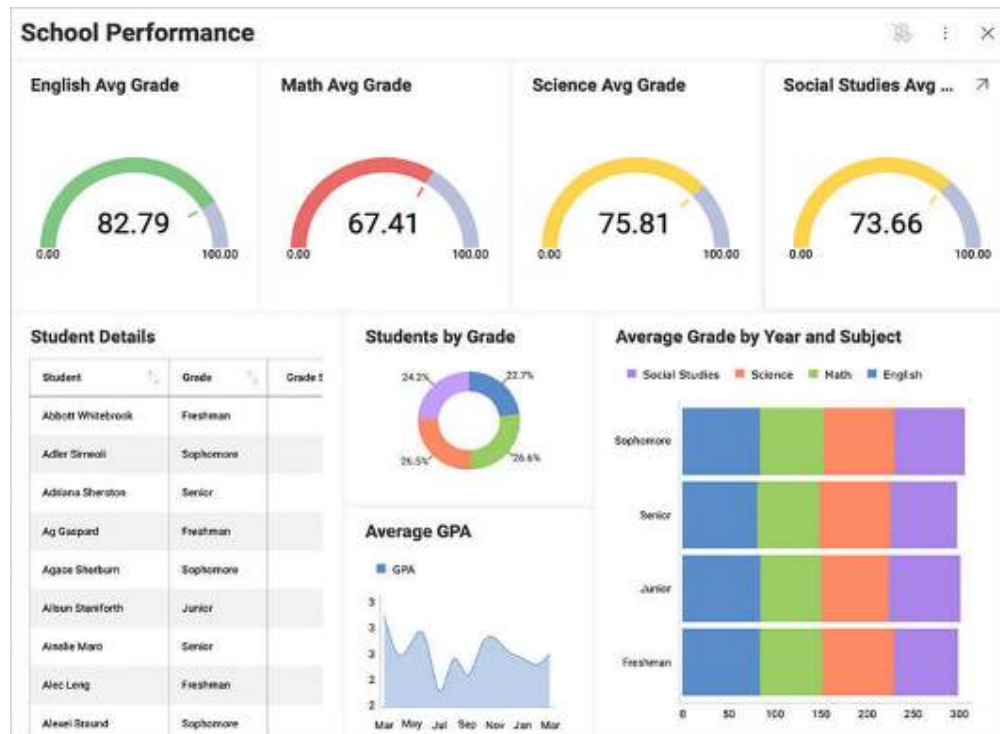 School Performance
English Avg Grade
Math Avg Grade
Science Avg Grade
Social Studies Avg ...
82.79
0.00
100.00
67.41
0.00
100.00
75.81
0.00
100.00
73.66
0.00
100.00
Student Details
Student Grade Grade S
Abbott Whitebrook Freshman
Adler Sirmeoli Sophomore
Adriana Sherston Senior
Ag Gaspard Freshman
Agace Sherburn Sophomore
Ailsun Staniforth Junior
Ainslie Maro Senior
Alec Leng Freshman
Alexei Braund Sophomore
Students by Grade
24.2%
22.7%
26.5%
26.6%
Average GPA
GPA
3
3
3
2
2
Mar May Jul Sep Nov Jan Mar
Average Grade by Year and Subject
Social Studies Science Math English
Sophomore
Senior
Junior
Freshman
0 50 100 150 200 250 300